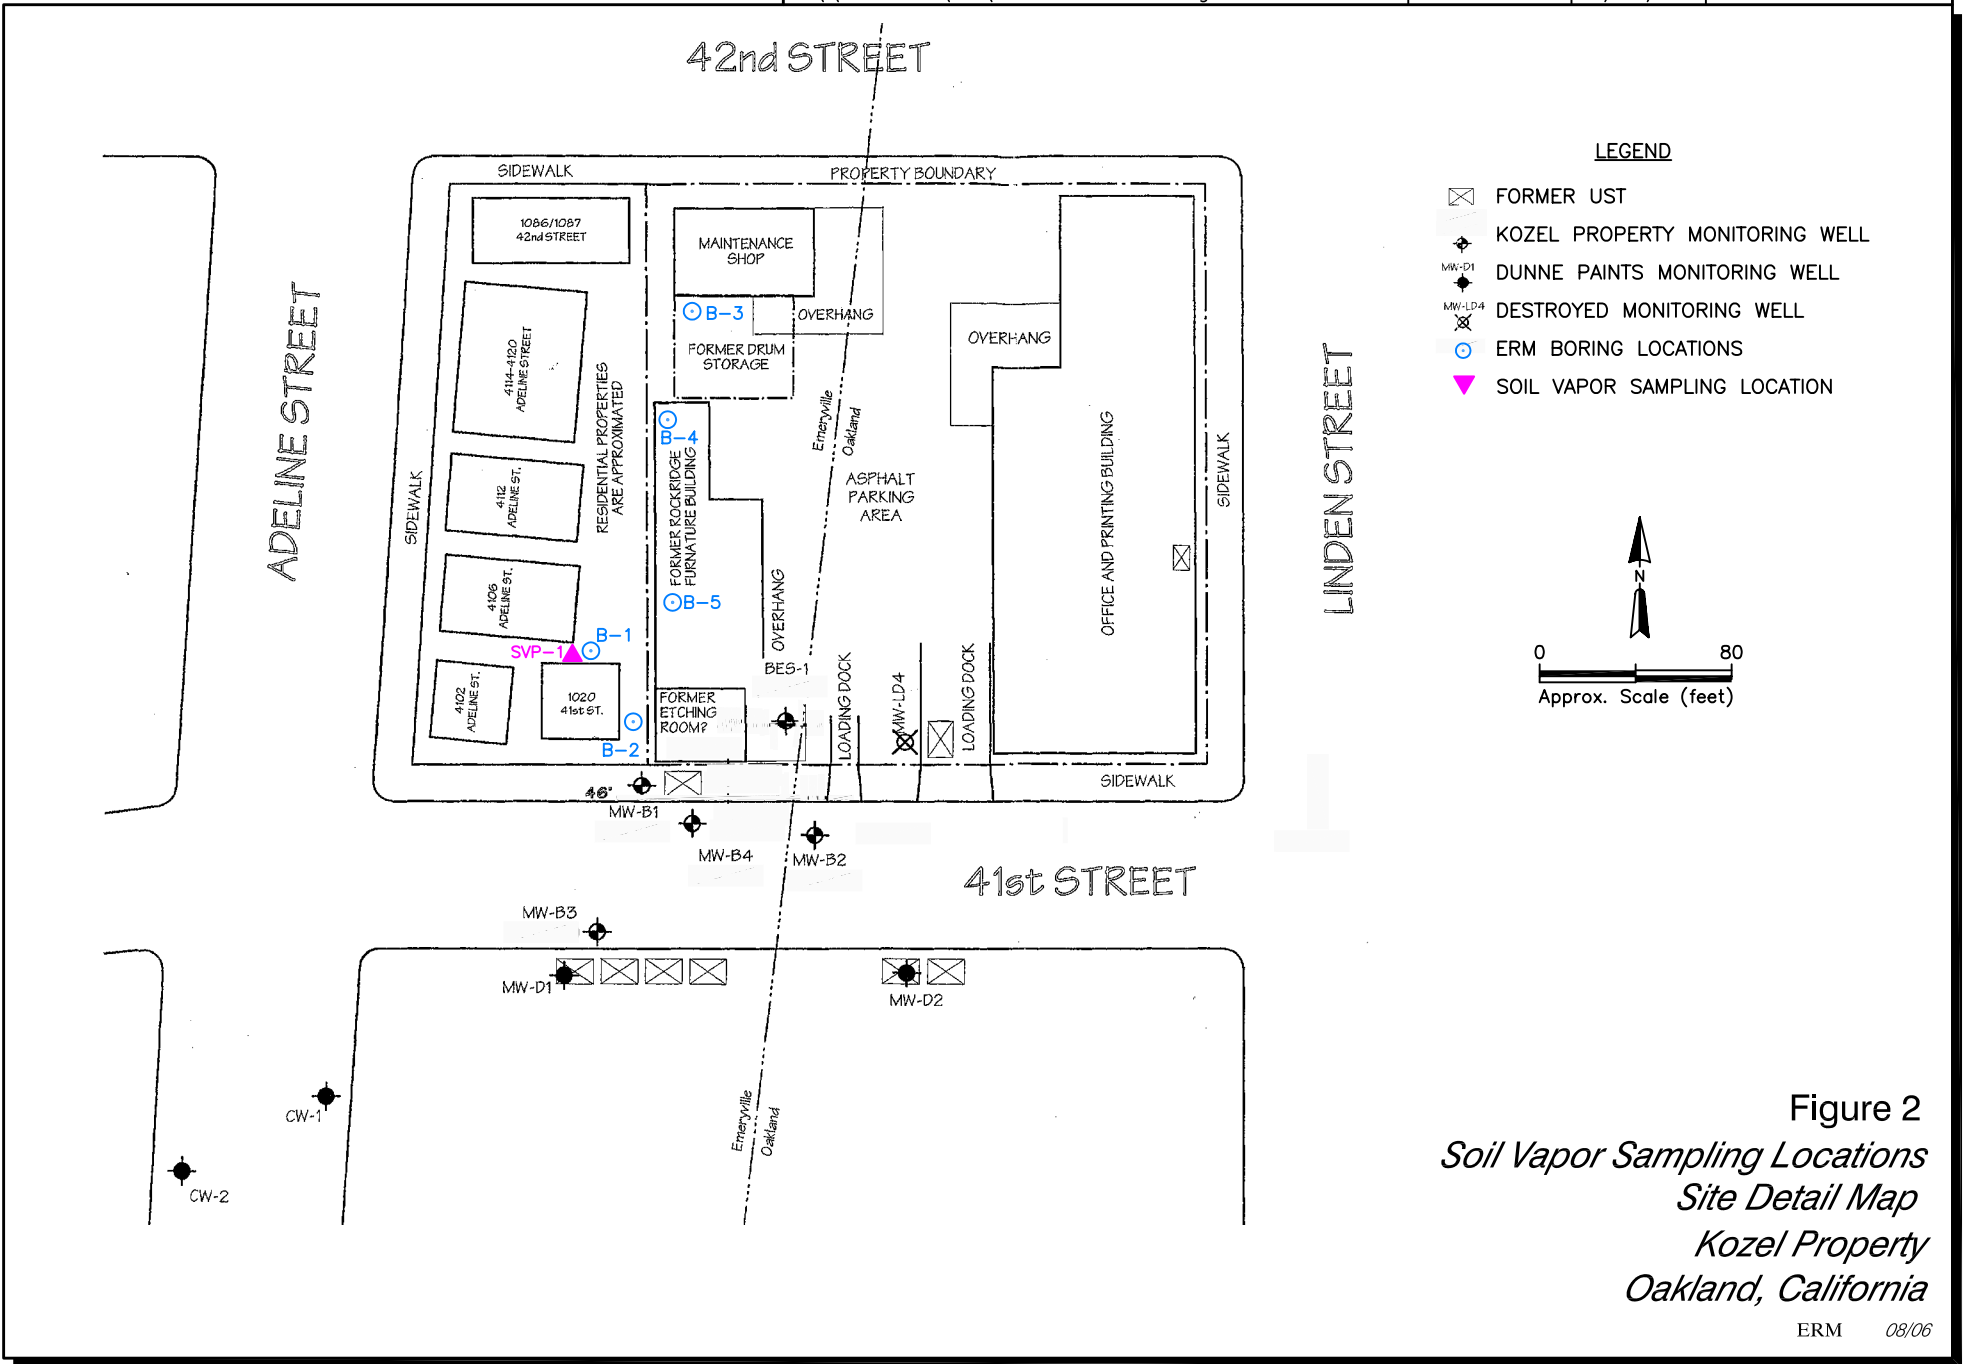 42nd STREET
SIDEWALK
PROPERTY BOUNDARY
1086/1087
42nd STREET
MAINTENANCE
SHOP
OVERHANG
B-3
FORMER DRUM
STORAGE
OVERHANG
4114-4120
ADELINE STREET
RESIDENTIAL PROPERTIES
ARE APPROXIMATED
Emeryville
Oakland
B-4
FORMER ROCKRIDGE
FURNATURE BUILDING
ASPHALT
PARKING
AREA
OFFICE AND PRINTING BUILDING
SIDEWALK
LINDEN STREET
ADELINE STREET
SIDEWALK
4112
ADELINE ST.
4106
ADELINE ST.
B-5
OVERHANG
B-1
SVP-1
BES-1
4102
ADELINE ST.
1020
41st ST.
FORMER
ETCHING
ROOM?
LOADING DOCK
MW-LD4
LOADING DOCK
B-2
46'
SIDEWALK
MW-B1
MW-B4
MW-B2
41st STREET
MW-B3
MW-D1
MW-D2
CW-1
CW-2
Emeryville
Oakland
LEGEND
FORMER UST
KOZEL PROPERTY MONITORING WELL
MW-D1
DUNNE PAINTS MONITORING WELL
MW-LD4
DESTROYED MONITORING WELL
ERM BORING LOCATIONS
SOIL VAPOR SAMPLING LOCATION
N
0 80
Approx. Scale (feet)
Figure 2
Soil Vapor Sampling Locations
Site Detail Map
Kozel Property
Oakland, California
ERM 08/06